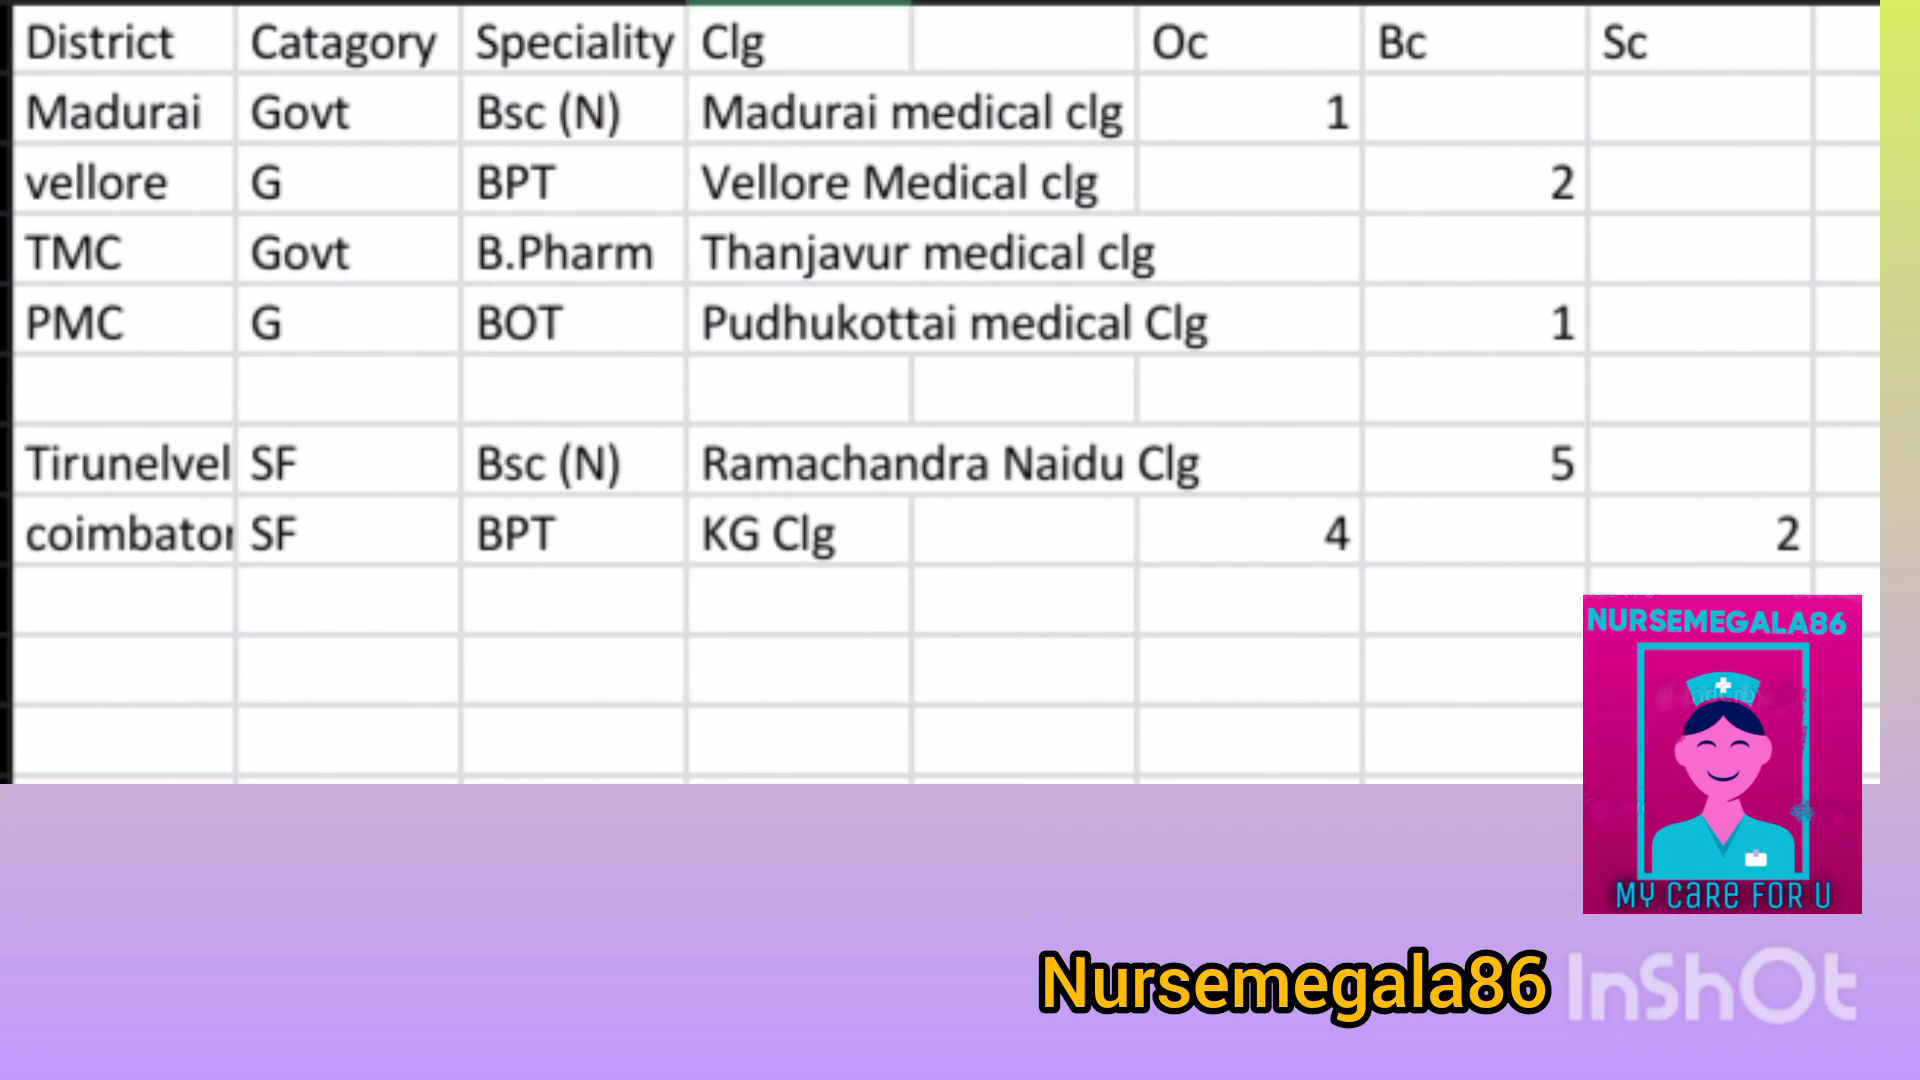 District Catagory Speciality Clg Oc Bc Sc
Madurai Govt Bsc (N) Madurai medical clg 1
vellore G BPT Vellore Medical clg 2
TMC Govt B.Pharm Thanjavur medical clg
PMC G BOT Pudhukottai medical Clg 1
Tirunelvel SF Bsc (N) Ramachandra Naidu Clg 5
coimbator SF BPT KG Clg 4 2
NURSEMEGALA86
MY CARE FOR U
Nursemegala86
InShOt